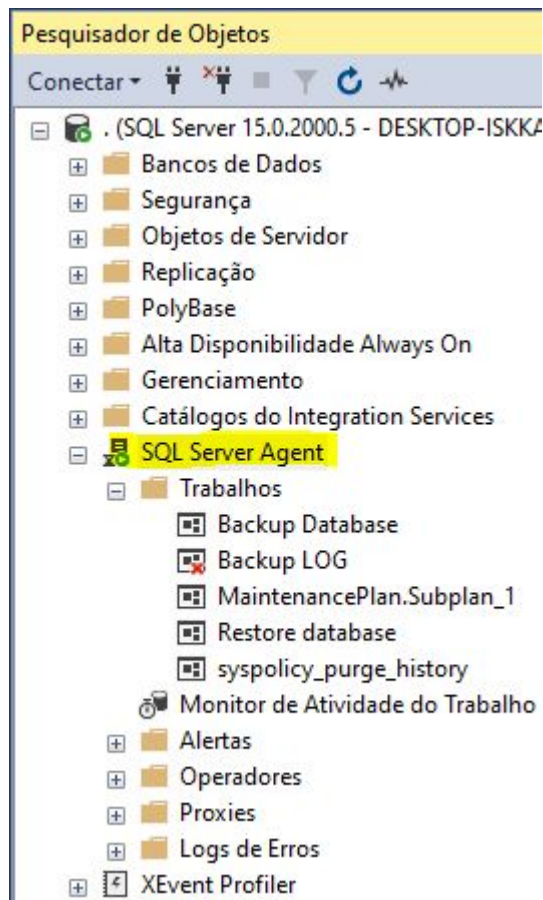 Pesquisador de Objetos
Conectar
. (SQL Server 15.0.2000.5 - DESKTOP-ISKKA
Bancos de Dados
Segurança
Objetos de Servidor
Replicação
PolyBase
Alta Disponibilidade Always On
Gerenciamento
Catálogos do Integration Services
SQL Server Agent
Trabalhos
Backup Database
Backup LOG
MaintenancePlan.Subplan_1
Restore database
syspolicy_purge_history
Monitor de Atividade do Trabalho
Alertas
Operadores
Proxies
Logs de Erros
XEvent Profiler